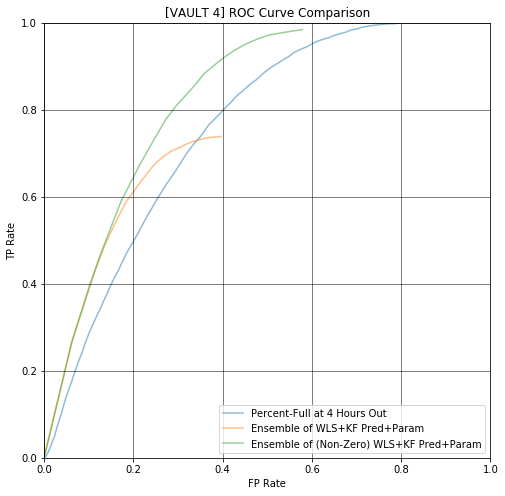 [VAULT 4] ROC Curve Comparison
1.0
0.8
0.6
0.4
0.2
0.0
TP Rate
Percent-Full at 4 Hours Out
Ensemble of WLS+KF Pred+Param
Ensemble of (Non-Zero) WLS+KF Pred+Param
0.0 0.2 0.4 0.6 0.8 1.0
FP Rate